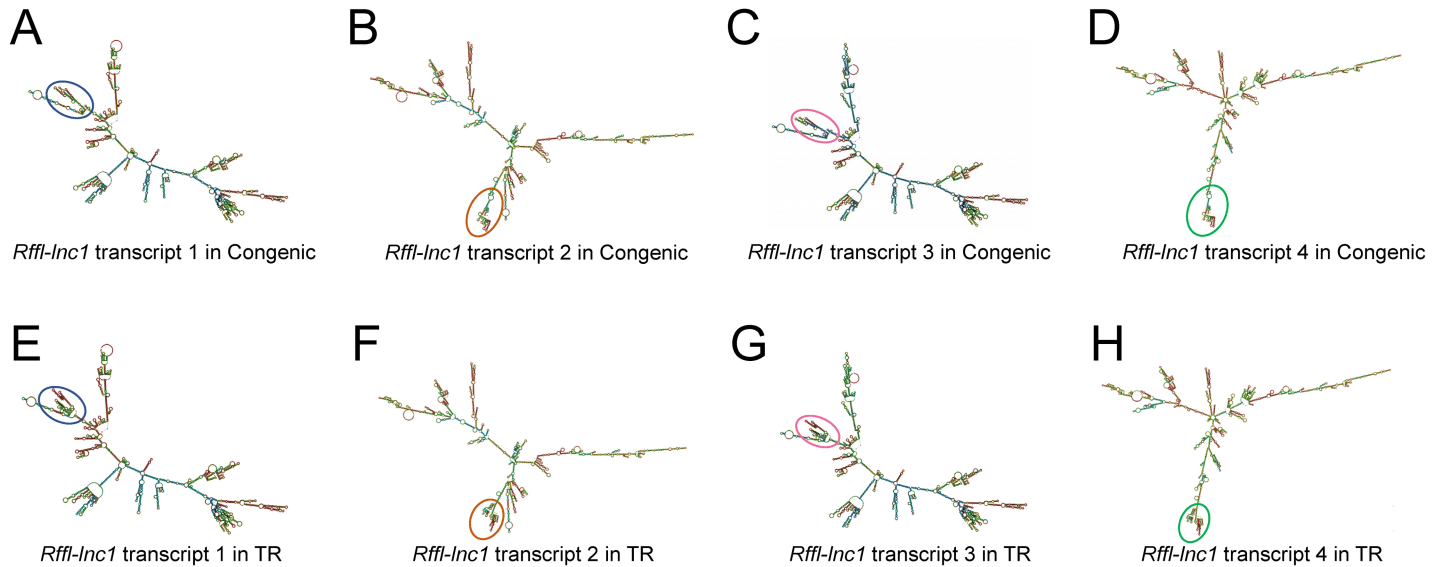 A
B
C
D
Rffl-lnc1 transcript 1 in Congenic
Rffl-lnc1 transcript 2 in Congenic
Rffl-lnc1 transcript 3 in Congenic
Rffl-lnc1 transcript 4 in Congenic
E
F
G
H
Rffl-lnc1 transcript 1 in TR
Rffl-lnc1 transcript 2 in TR
Rffl-lnc1 transcript 3 in TR
Rffl-lnc1 transcript 4 in TR